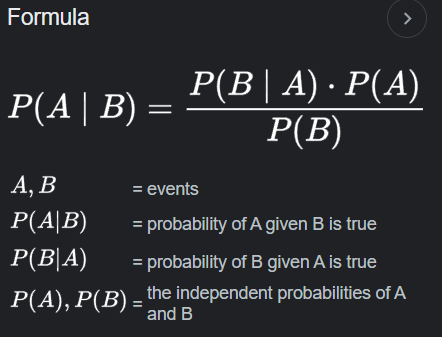 Formula
P(A | B) = P(B | A) · P(A) / P(B)
A, B = events
P(A|B) = probability of A given B is true
P(B|A) = probability of B given A is true
P(A), P(B) = the independent probabilities of A
and B